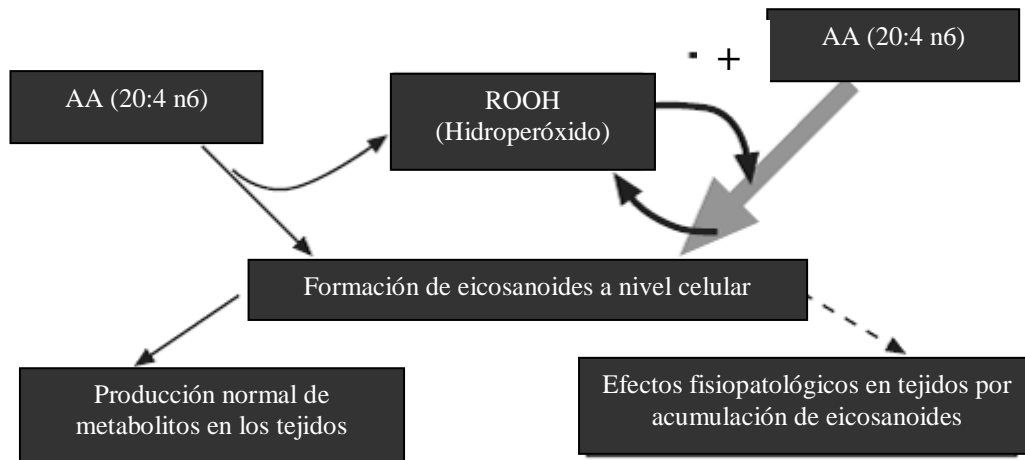 AA (20:4 n6)
ROOH
(Hidroperóxido)
+
AA (20:4 n6)
Formación de eicosanoides a nivel celular
Producción normal de
metabolitos en los tejidos
Efectos fisiopatológicos en tejidos por
acumulación de eicosanoides